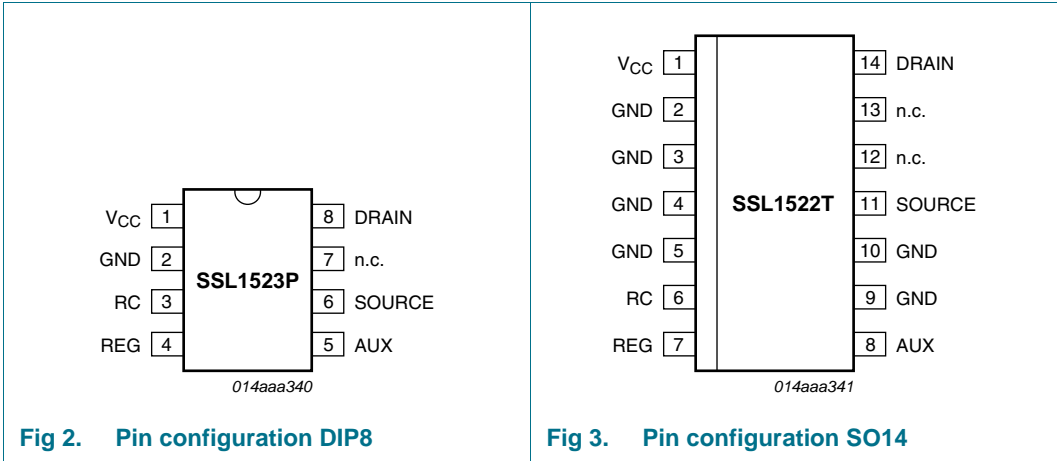 VCC 1 8 DRAIN
GND 2 7 n.c.
SSL1523P
RC 3 6 SOURCE
REG 4 5 AUX
014aaa340
Fig 2. Pin configuration DIP8
VCC 1 14 DRAIN
GND 2 13 n.c.
GND 3 12 n.c.
GND 4 SSL1522T 11 SOURCE
GND 5 10 GND
RC 6 9 GND
REG 7 8 AUX
014aaa341
Fig 3. Pin configuration SO14